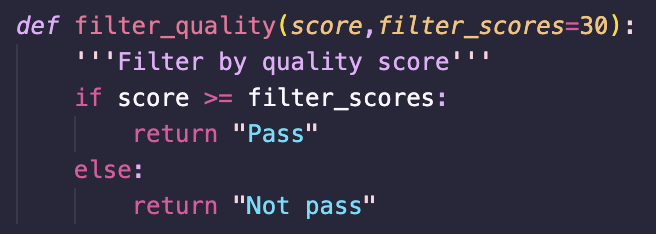 def filter_quality(score,filter_scores=30):
    '''Filter by quality score'''
    if score >= filter_scores:
        return "Pass"
    else:
        return "Not pass"